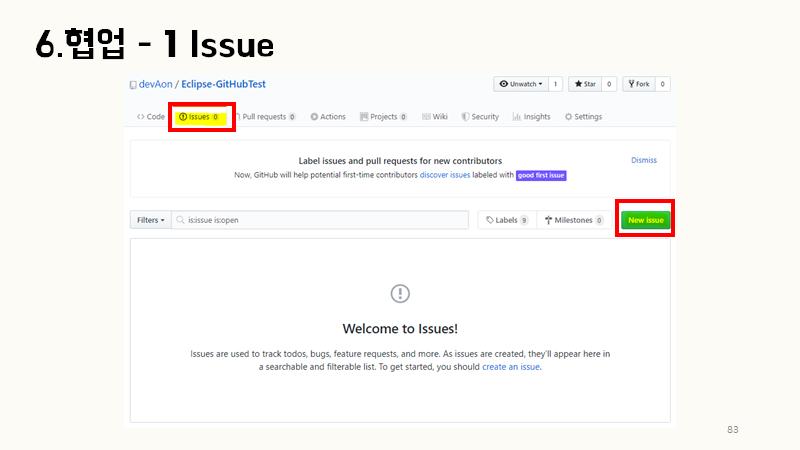 6.협업 - 1 Issue
devAon / Eclipse-GitHubTest
Unwatch 1 Star 0 Fork 0
Code Issues 0 Pull requests 0 Actions Projects 0 Wiki Security Insights Settings
Label issues and pull requests for new contributors
Dismiss
Now, GitHub will help potential first-time contributors discover issues labeled with good first issue
Filters is:issue is:open Labels 9 Milestones 0 New issue
Welcome to Issues!
Issues are used to track todos, bugs, feature requests, and more. As issues are created, they'll appear here in
a searchable and filterable list. To get started, you should create an issue.
83